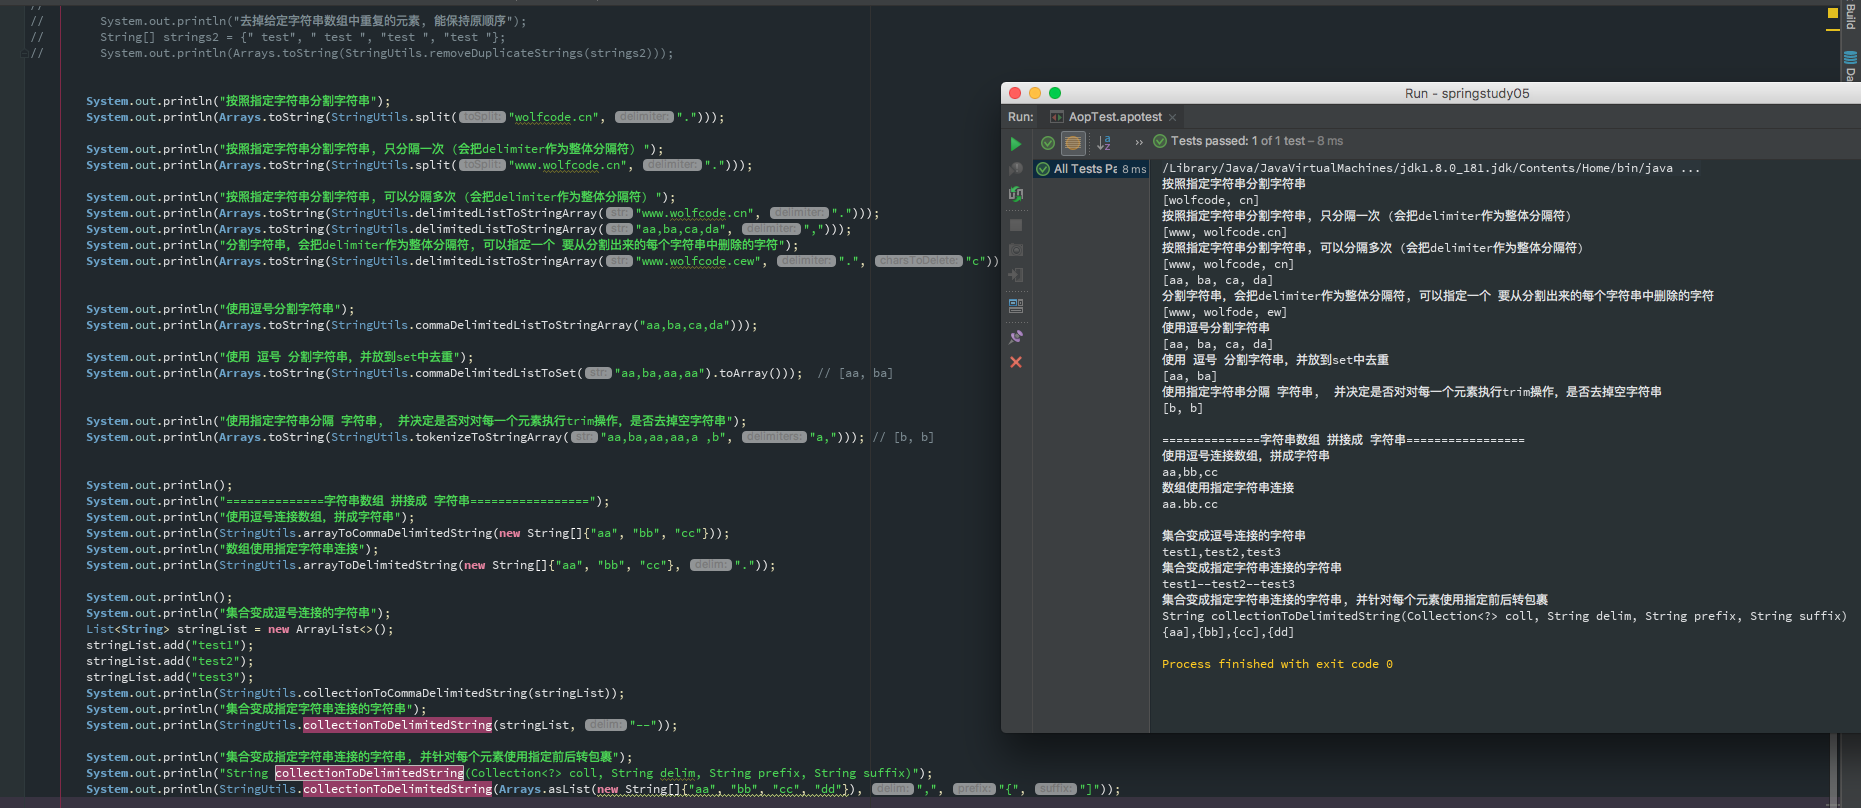 //
//        System.out.println("去掉给定字符串数组中重复的元素, 能保持原顺序");
//        String[] strings2 = {" test", " test ", "test ", "test "};
//        System.out.println(Arrays.toString(StringUtils.removeDuplicateStrings(strings2)));
System.out.println("按照指定字符串分割字符串");
System.out.println(Arrays.toString(StringUtils.split( toSplit: "wolfcode.cn", delimiter: ".")));
System.out.println("按照指定字符串分割字符串, 只分隔一次 (会把delimiter作为整体分隔符) ");
System.out.println(Arrays.toString(StringUtils.split( toSplit: "www.wolfcode.cn", delimiter: ".")));
System.out.println("按照指定字符串分割字符串, 可以分隔多次 (会把delimiter作为整体分隔符) ");
System.out.println(Arrays.toString(StringUtils.delimitedListToStringArray( str: "www.wolfcode.cn", delimiter: ".")));
System.out.println(Arrays.toString(StringUtils.delimitedListToStringArray( str: "aa,ba,ca,da", delimiter: ",")));
System.out.println("分割字符串, 会把delimiter作为整体分隔符, 可以指定一个 要从分割出来的每个字符串中删除的字符");
System.out.println(Arrays.toString(StringUtils.delimitedListToStringArray( str: "www.wolfcode.cew", delimiter: ".", charsToDelete: "c"))
System.out.println("使用逗号分割字符串");
System.out.println(Arrays.toString(StringUtils.commaDelimitedListToStringArray("aa,ba,ca,da")));
System.out.println("使用 逗号 分割字符串, 并放到set中去重");
System.out.println(Arrays.toString(StringUtils.commaDelimitedListToSet( str: "aa,ba,aa,aa").toArray()));  // [aa, ba]
System.out.println("使用指定字符串分隔 字符串,  并决定是否对对每一个元素执行trim操作, 是否去掉空字符串");
System.out.println(Arrays.toString(StringUtils.tokenizeToStringArray( str: "aa,ba,aa,aa,a ,b", delimiters: "a,"))); // [b, b]
System.out.println();
System.out.println("==============字符串数组 拼接成 字符串=================");
System.out.println("使用逗号连接数组, 拼成字符串");
System.out.println(StringUtils.arrayToCommaDelimitedString(new String[]{"aa", "bb", "cc"}));
System.out.println("数组使用指定字符串连接");
System.out.println(StringUtils.arrayToDelimitedString(new String[]{"aa", "bb", "cc"}, delim: "."));
System.out.println();
System.out.println("集合变成逗号连接的字符串");
List<String> stringList = new ArrayList<>();
stringList.add("test1");
stringList.add("test2");
stringList.add("test3");
System.out.println(StringUtils.collectionToCommaDelimitedString(stringList));
System.out.println("集合变成指定字符串连接的字符串");
System.out.println(StringUtils.collectionToDelimitedString(stringList, delim: "--"));
System.out.println("集合变成指定字符串连接的字符串, 并针对每个元素使用指定前后转包裹");
System.out.println("String collectionToDelimitedString(Collection<?> coll, String delim, String prefix, String suffix)");
System.out.println(StringUtils.collectionToDelimitedString(Arrays.asList(new String[]{"aa", "bb", "cc", "dd"}), delim: ",", prefix: "{", suffix: "]"));
Build
Da
Run - springstudy05
Run: AopTest.apotest ×
» Tests passed: 1 of 1 test – 8 ms
All Tests Pa 8 ms
/Library/Java/JavaVirtualMachines/jdk1.8.0_181.jdk/Contents/Home/bin/java ...
按照指定字符串分割字符串
[wolfcode, cn]
按照指定字符串分割字符串, 只分隔一次 (会把delimiter作为整体分隔符)
[www, wolfcode.cn]
按照指定字符串分割字符串, 可以分隔多次 (会把delimiter作为整体分隔符)
[www, wolfcode, cn]
[aa, ba, ca, da]
分割字符串, 会把delimiter作为整体分隔符, 可以指定一个 要从分割出来的每个字符串中删除的字符
[www, wolfode, ew]
使用逗号分割字符串
[aa, ba, ca, da]
使用 逗号 分割字符串, 并放到set中去重
[aa, ba]
使用指定字符串分隔 字符串,  并决定是否对对每一个元素执行trim操作, 是否去掉空字符串
[b, b]
==============字符串数组 拼接成 字符串=================
使用逗号连接数组, 拼成字符串
aa,bb,cc
数组使用指定字符串连接
aa.bb.cc
集合变成逗号连接的字符串
test1,test2,test3
集合变成指定字符串连接的字符串
test1--test2--test3
集合变成指定字符串连接的字符串, 并针对每个元素使用指定前后转包裹
String collectionToDelimitedString(Collection<?> coll, String delim, String prefix, String suffix)
{aa],{bb],{cc],{dd]
Process finished with exit code 0